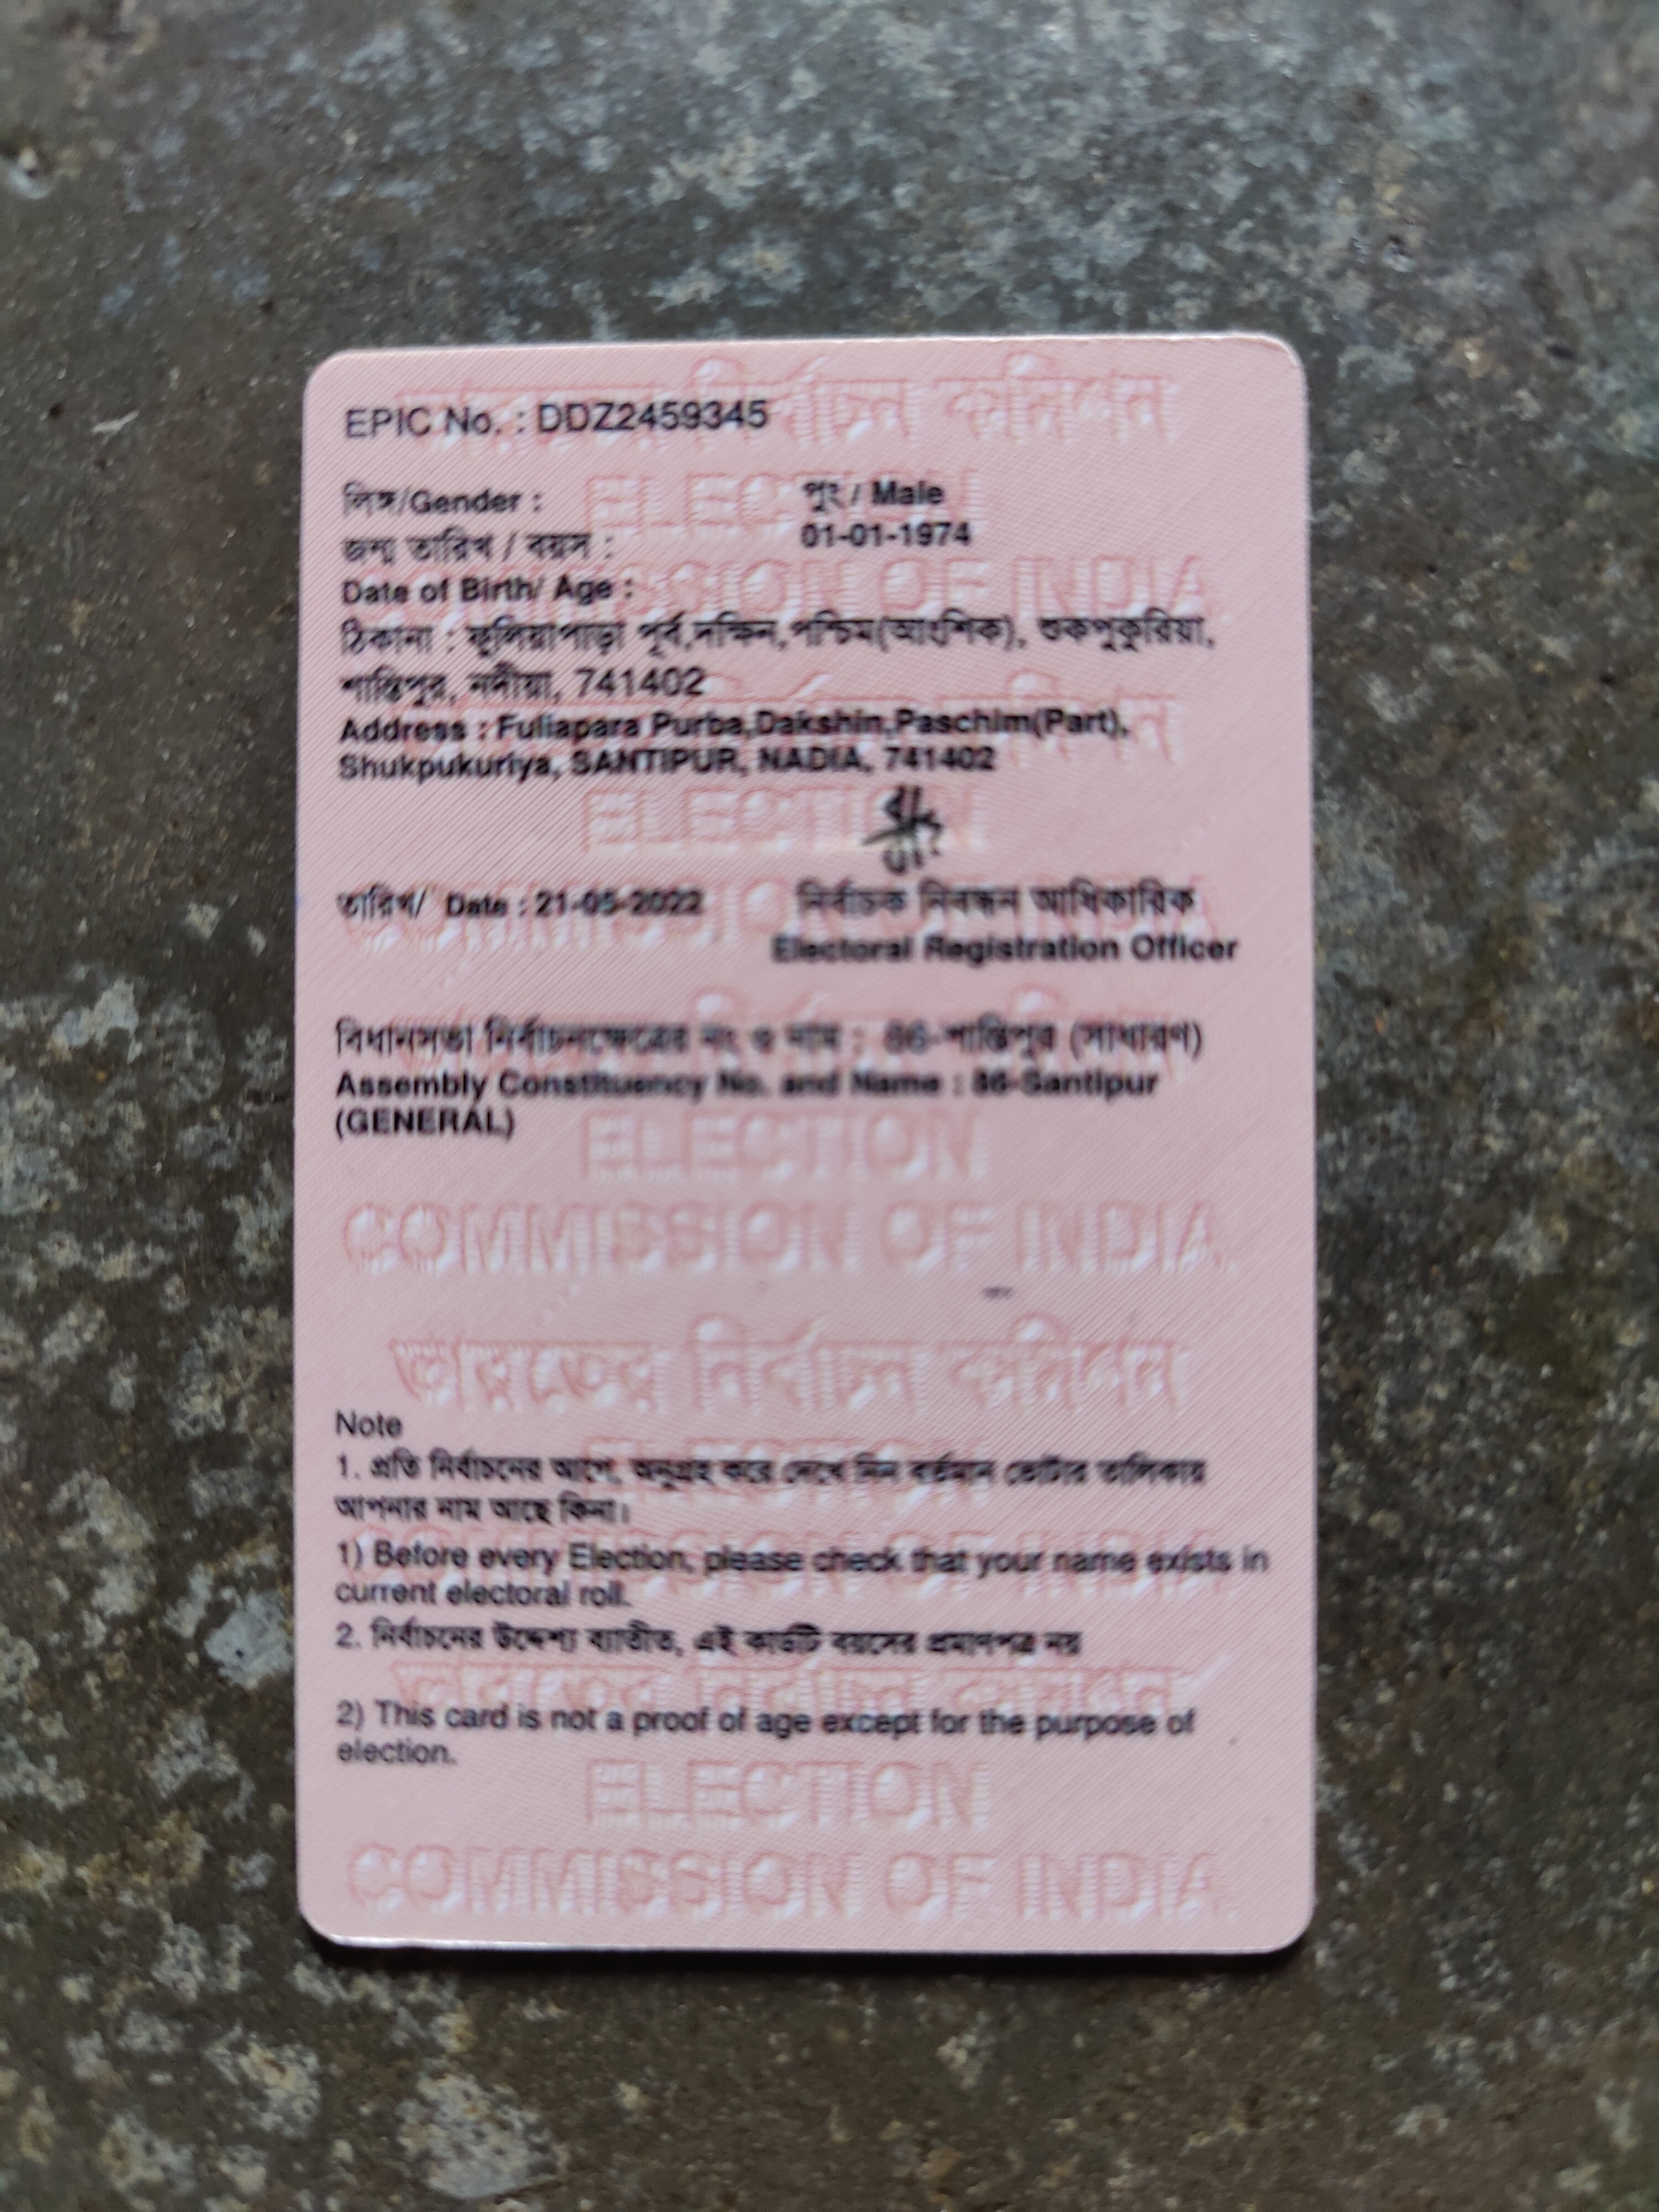 EPIC No. : DDZ2459345
লিঙ্গ/Gender : পুং / Male
জন্ম তারিখ / বয়স : 01-01-1974
Date of Birth/ Age :
ঠিকানা : ফুলিয়াপাড়া পূর্ব,দক্ষিন,পশ্চিম(আংশিক), শুকপুকুরিয়া,
শান্তিপুর, নদীয়া, 741402
Address : Fuliapara Purba,Dakshin,Paschim(Part),
Shukpukuriya, SANTIPUR, NADIA, 741402
তারিখ/ Date : 21-05-2022
নির্বাচক নিবন্ধন আধিকারিক
Electoral Registration Officer
বিধানসভা নির্বাচনক্ষেত্রের নং ও নাম : 86-শান্তিপুর (সাধারণ)
Assembly Constituency No. and Name : 86-Santipur
(GENERAL)
ELECTION
COMMISSION OF INDIA
ভারতের নির্বাচন কমিশন
Note
1. প্রতি নির্বাচনের আগে, অনুগ্রহ করে দেখে নিন বর্তমান ভোটার তালিকায়
আপনার নাম আছে কিনা।
1) Before every Election, please check that your name exists in
current electoral roll.
2. নির্বাচনের উদ্দেশ্য ব্যাতীত, এই কার্ডটি বয়সের প্রমাণপত্র নয়
2) This card is not a proof of age except for the purpose of
election.
ELECTION
COMMISSION OF INDIA